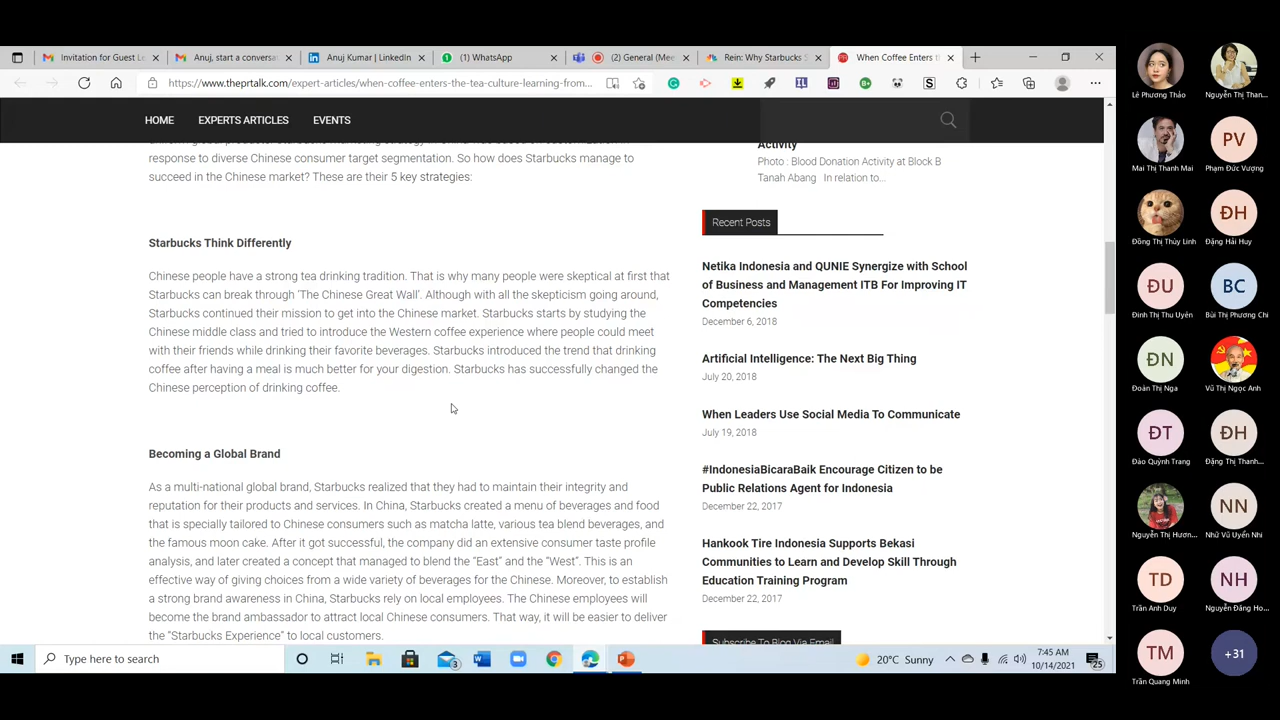 Invitation for Guest Le
Anuj, start a conversa
Anuj Kumar | LinkedIn
(1) WhatsApp
(2) General (Mee
Rein: Why Starbucks S
When Coffee Enters t
https://www.theprtalk.com/expert-articles/when-coffee-enters-the-tea-culture-learning-from...
HOME
EXPERTS ARTICLES
EVENTS
response to diverse Chinese consumer target segmentation. So how does Starbucks manage to
succeed in the Chinese market? These are their 5 key strategies:
Starbucks Think Differently
Chinese people have a strong tea drinking tradition. That is why many people were skeptical at first that
Starbucks can break through ‘The Chinese Great Wall’. Although with all the skepticism going around,
Starbucks continued their mission to get into the Chinese market. Starbucks starts by studying the
Chinese middle class and tried to introduce the Western coffee experience where people could meet
with their friends while drinking their favorite beverages. Starbucks introduced the trend that drinking
coffee after having a meal is much better for your digestion. Starbucks has successfully changed the
Chinese perception of drinking coffee.
Becoming a Global Brand
As a multi-national global brand, Starbucks realized that they had to maintain their integrity and
reputation for their products and services. In China, Starbucks created a menu of beverages and food
that is specially tailored to Chinese consumers such as matcha latte, various tea blend beverages, and
the famous moon cake. After it got successful, the company did an extensive consumer taste profile
analysis, and later created a concept that managed to blend the “East” and the “West”. This is an
effective way of giving choices from a wide variety of beverages for the Chinese. Moreover, to establish
a strong brand awareness in China, Starbucks rely on local employees. The Chinese employees will
become the brand ambassador to attract local Chinese consumers. That way, it will be easier to deliver
the “Starbucks Experience” to local customers.
Activity
Photo : Blood Donation Activity at Block B
Tanah Abang In relation to...
Recent Posts
Netika Indonesia and QUNIE Synergize with School
of Business and Management ITB For Improving IT
Competencies
December 6, 2018
Artificial Intelligence: The Next Big Thing
July 20, 2018
When Leaders Use Social Media To Communicate
July 19, 2018
#IndonesiaBicaraBaik Encourage Citizen to be
Public Relations Agent for Indonesia
December 22, 2017
Hankook Tire Indonesia Supports Bekasi
Communities to Learn and Develop Skill Through
Education Training Program
December 22, 2017
Subscribe To Blog Via Email
Type here to search
3
20°C Sunny
7:45 AM
10/14/2021
25
Lê Phương Thảo
Nguyễn Thị Than...
PV
Mai Thị Thanh Mai
Phạm Đức Vượng
ĐH
Đồng Thị Thùy Linh
Đặng Hải Huy
ĐU
BC
Đinh Thị Thu Uyên
Bùi Thị Phương Chi
ĐN
Đoàn Thị Nga
Vũ Thị Ngọc Anh
ĐT
ĐH
Đào Quỳnh Trang
Đặng Thị Thanh...
NN
Nguyễn Thị Hươn...
Nhữ Vũ Uyển Nhi
TD
NH
Trần Anh Duy
Nguyễn Đăng Ho...
TM
+31
Trần Quang Minh